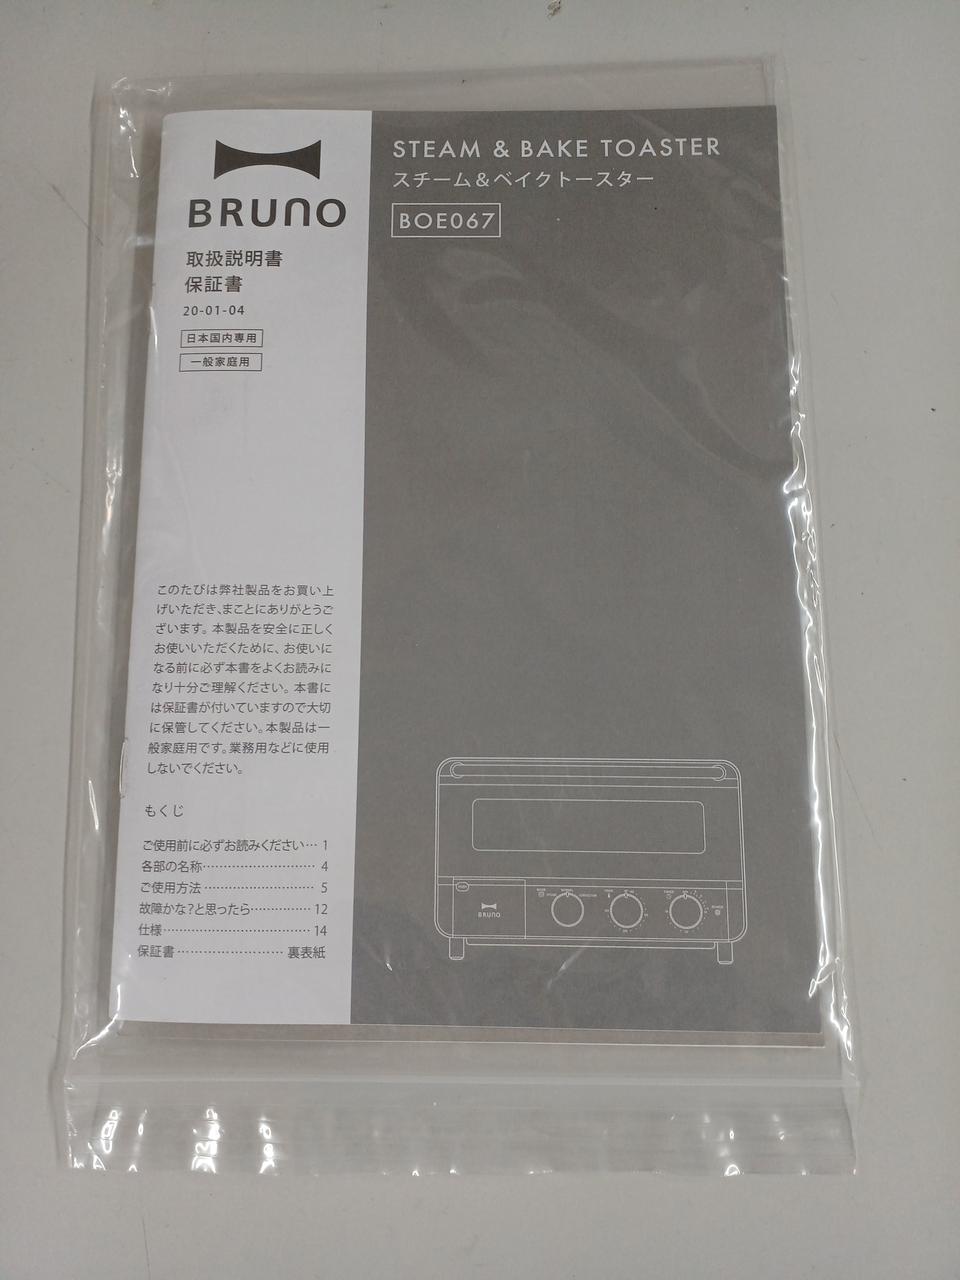 BRUNO
取扱説明書
保証書
20-01-04
日本国内専用
一般家庭用
このたびは弊社製品をお買い上
げいただき、まことにありがとうご
ざいます。本製品を安全に正しく
お使いいただくために、お使いに
なる前に必ず本書をよくお読みに
なり十分ご理解ください。本書に
は保証書が付いていますので大切
に保管してください。本製品は一
般家庭用です。業務用などに使用
しないでください。
もくじ
ご使用前に必ずお読みください… 1
各部の名称………………………… 4
ご使用方法………………………… 5
故障かな?と思ったら…………… 12
仕様………………………………… 14
保証書………………………… 裏表紙
STEAM & BAKE TOASTER
スチーム&ベイクトースター
BOE067
BRUNO